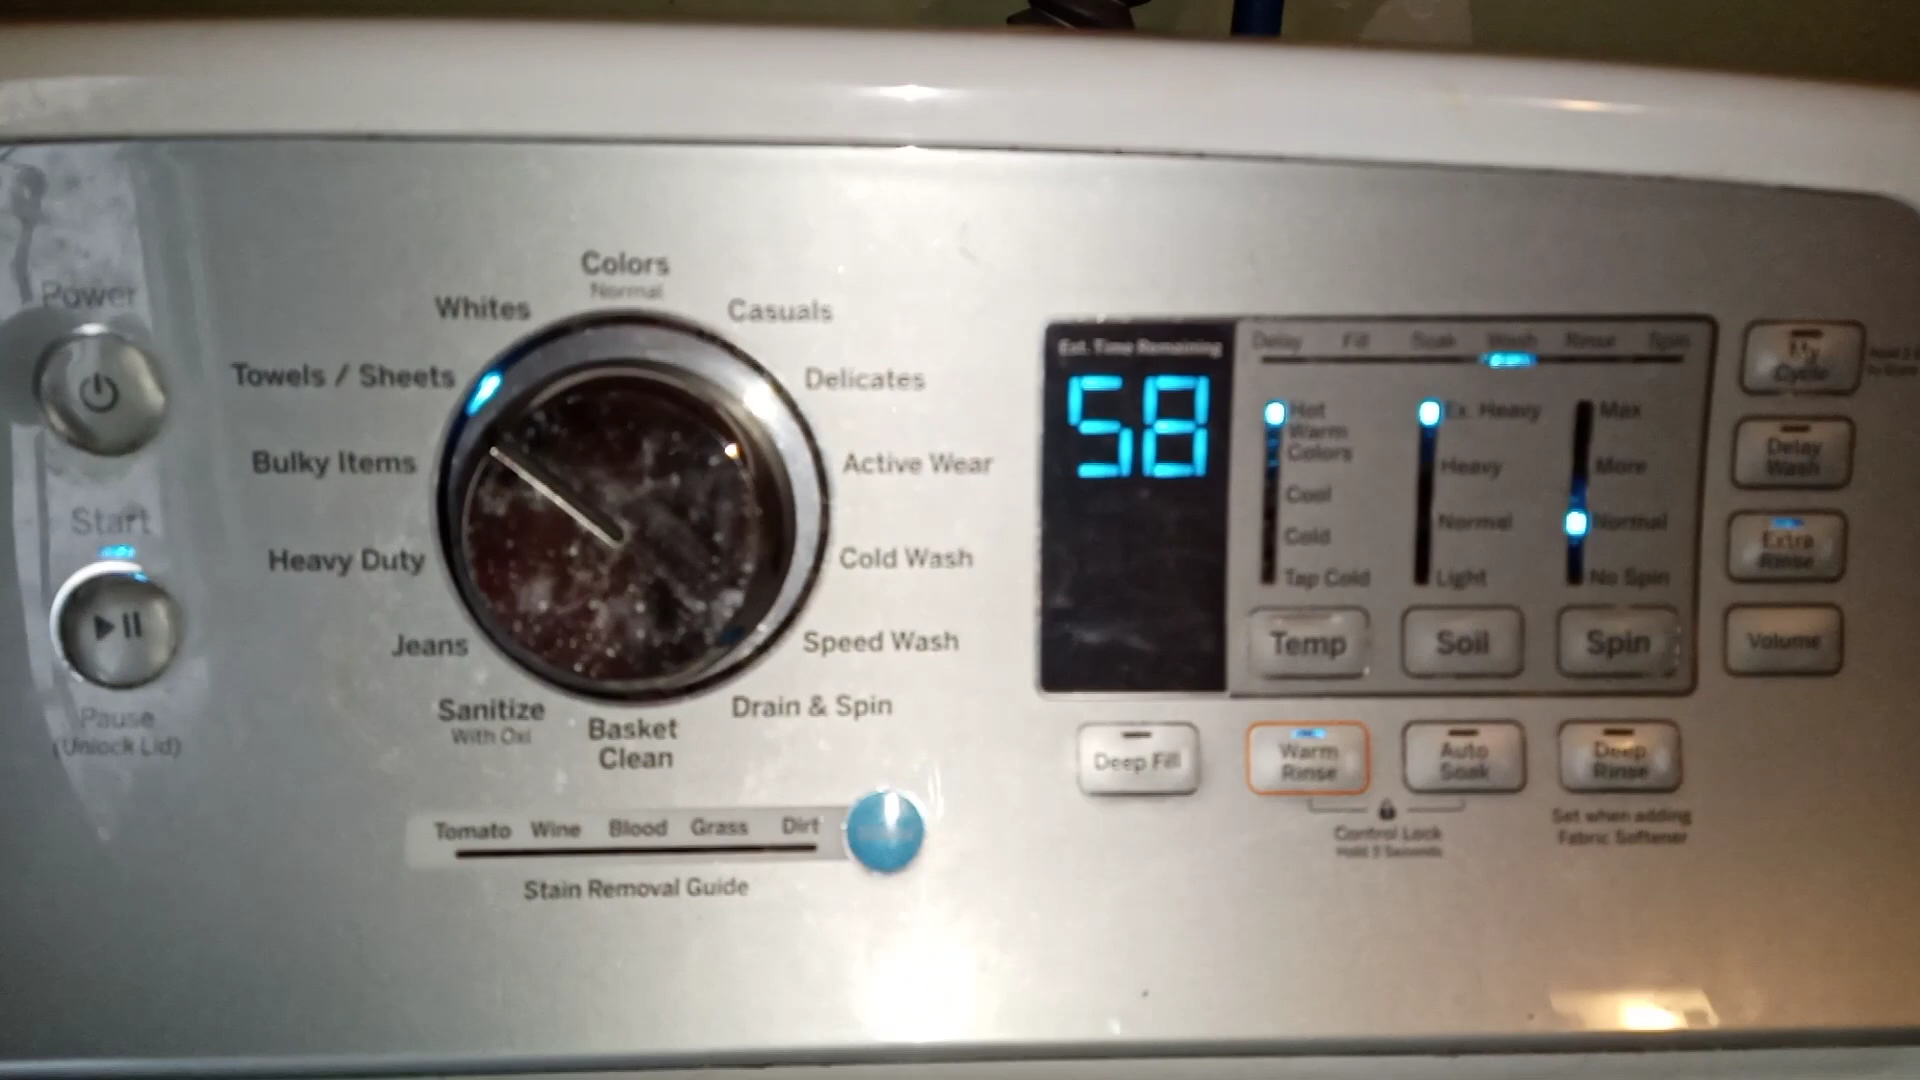 Power
Start
Pause
(Unlock Lid)
Colors
Normal
Whites
Casuals
Towels / Sheets
Delicates
Bulky Items
Active Wear
Heavy Duty
Cold Wash
Jeans
Speed Wash
Sanitize
With Oxi
Basket
Clean
Drain & Spin
Tomato Wine Blood Grass Dirt
Stain Removal Guide
Est. Time Remaining
58
Delay Fill Soak Wash Rinse Spin
Hot
Warm
Colors
Cool
Cold
Tap Cold
Temp
Ex. Heavy
Heavy
Normal
Light
Soil
Max
More
Normal
No Spin
Spin
My
Cycle
Delay
Wash
Extra
Rinse
Volume
Deep Fill
Warm
Rinse
Auto
Soak
Deep
Rinse
Control Lock
Hold 3 Seconds
Set when adding
Fabric Softener